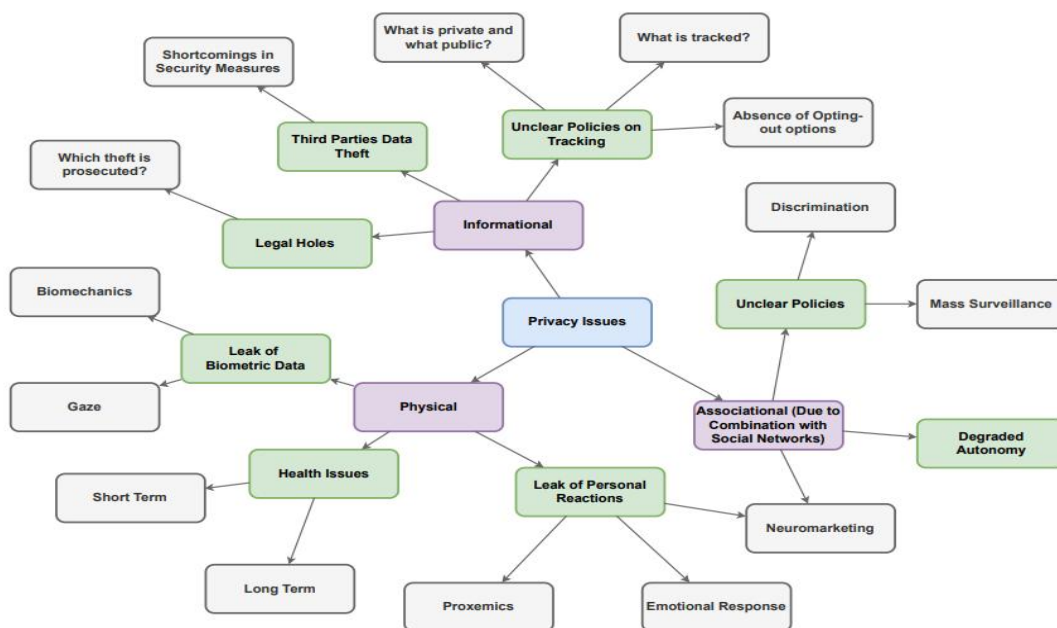 What is private and
what public?
What is tracked?
Shortcomings in
Security Measures
Absence of Opting-
out options
Third Parties Data
Theft
Unclear Policies on
Tracking
Which theft is
prosecuted?
Discrimination
Legal Holes
Informational
Biomechanics
Unclear Policies
Mass Surveillance
Privacy Issues
Leak of
Biometric Data
Gaze
Physical
Associational (Due to
Combination with
Social Networks)
Degraded
Autonomy
Health Issues
Leak of Personal
Reactions
Short Term
Neuromarketing
Long Term
Proxemics
Emotional Response